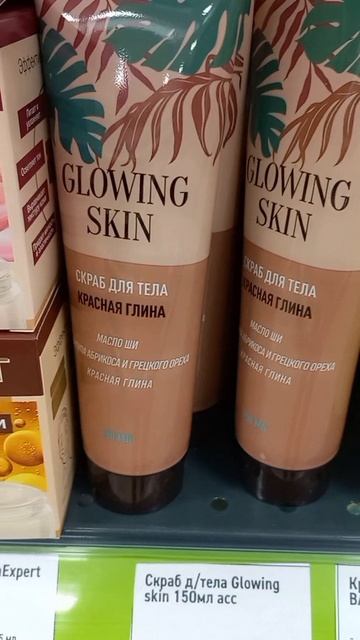 GLOWING
SKIN
СКРАБ ДЛЯ ТЕЛА
КРАСНАЯ ГЛИНА
МАСЛО ШИ
АБРИКОСА И ГРЕЦКОГО ОРЕХА
КРАСНАЯ ГЛИНА
GLOWING
SKIN
СКРАБ ДЛЯ ТЕЛА
КРАСНАЯ ГЛИНА
МАСЛО ШИ
АБРИКОСА И ГРЕЦКОГО ОРЕХА
КРАСНАЯ ГЛИНА
Expert
Скраб д/тела Glowing
skin 150мл асс